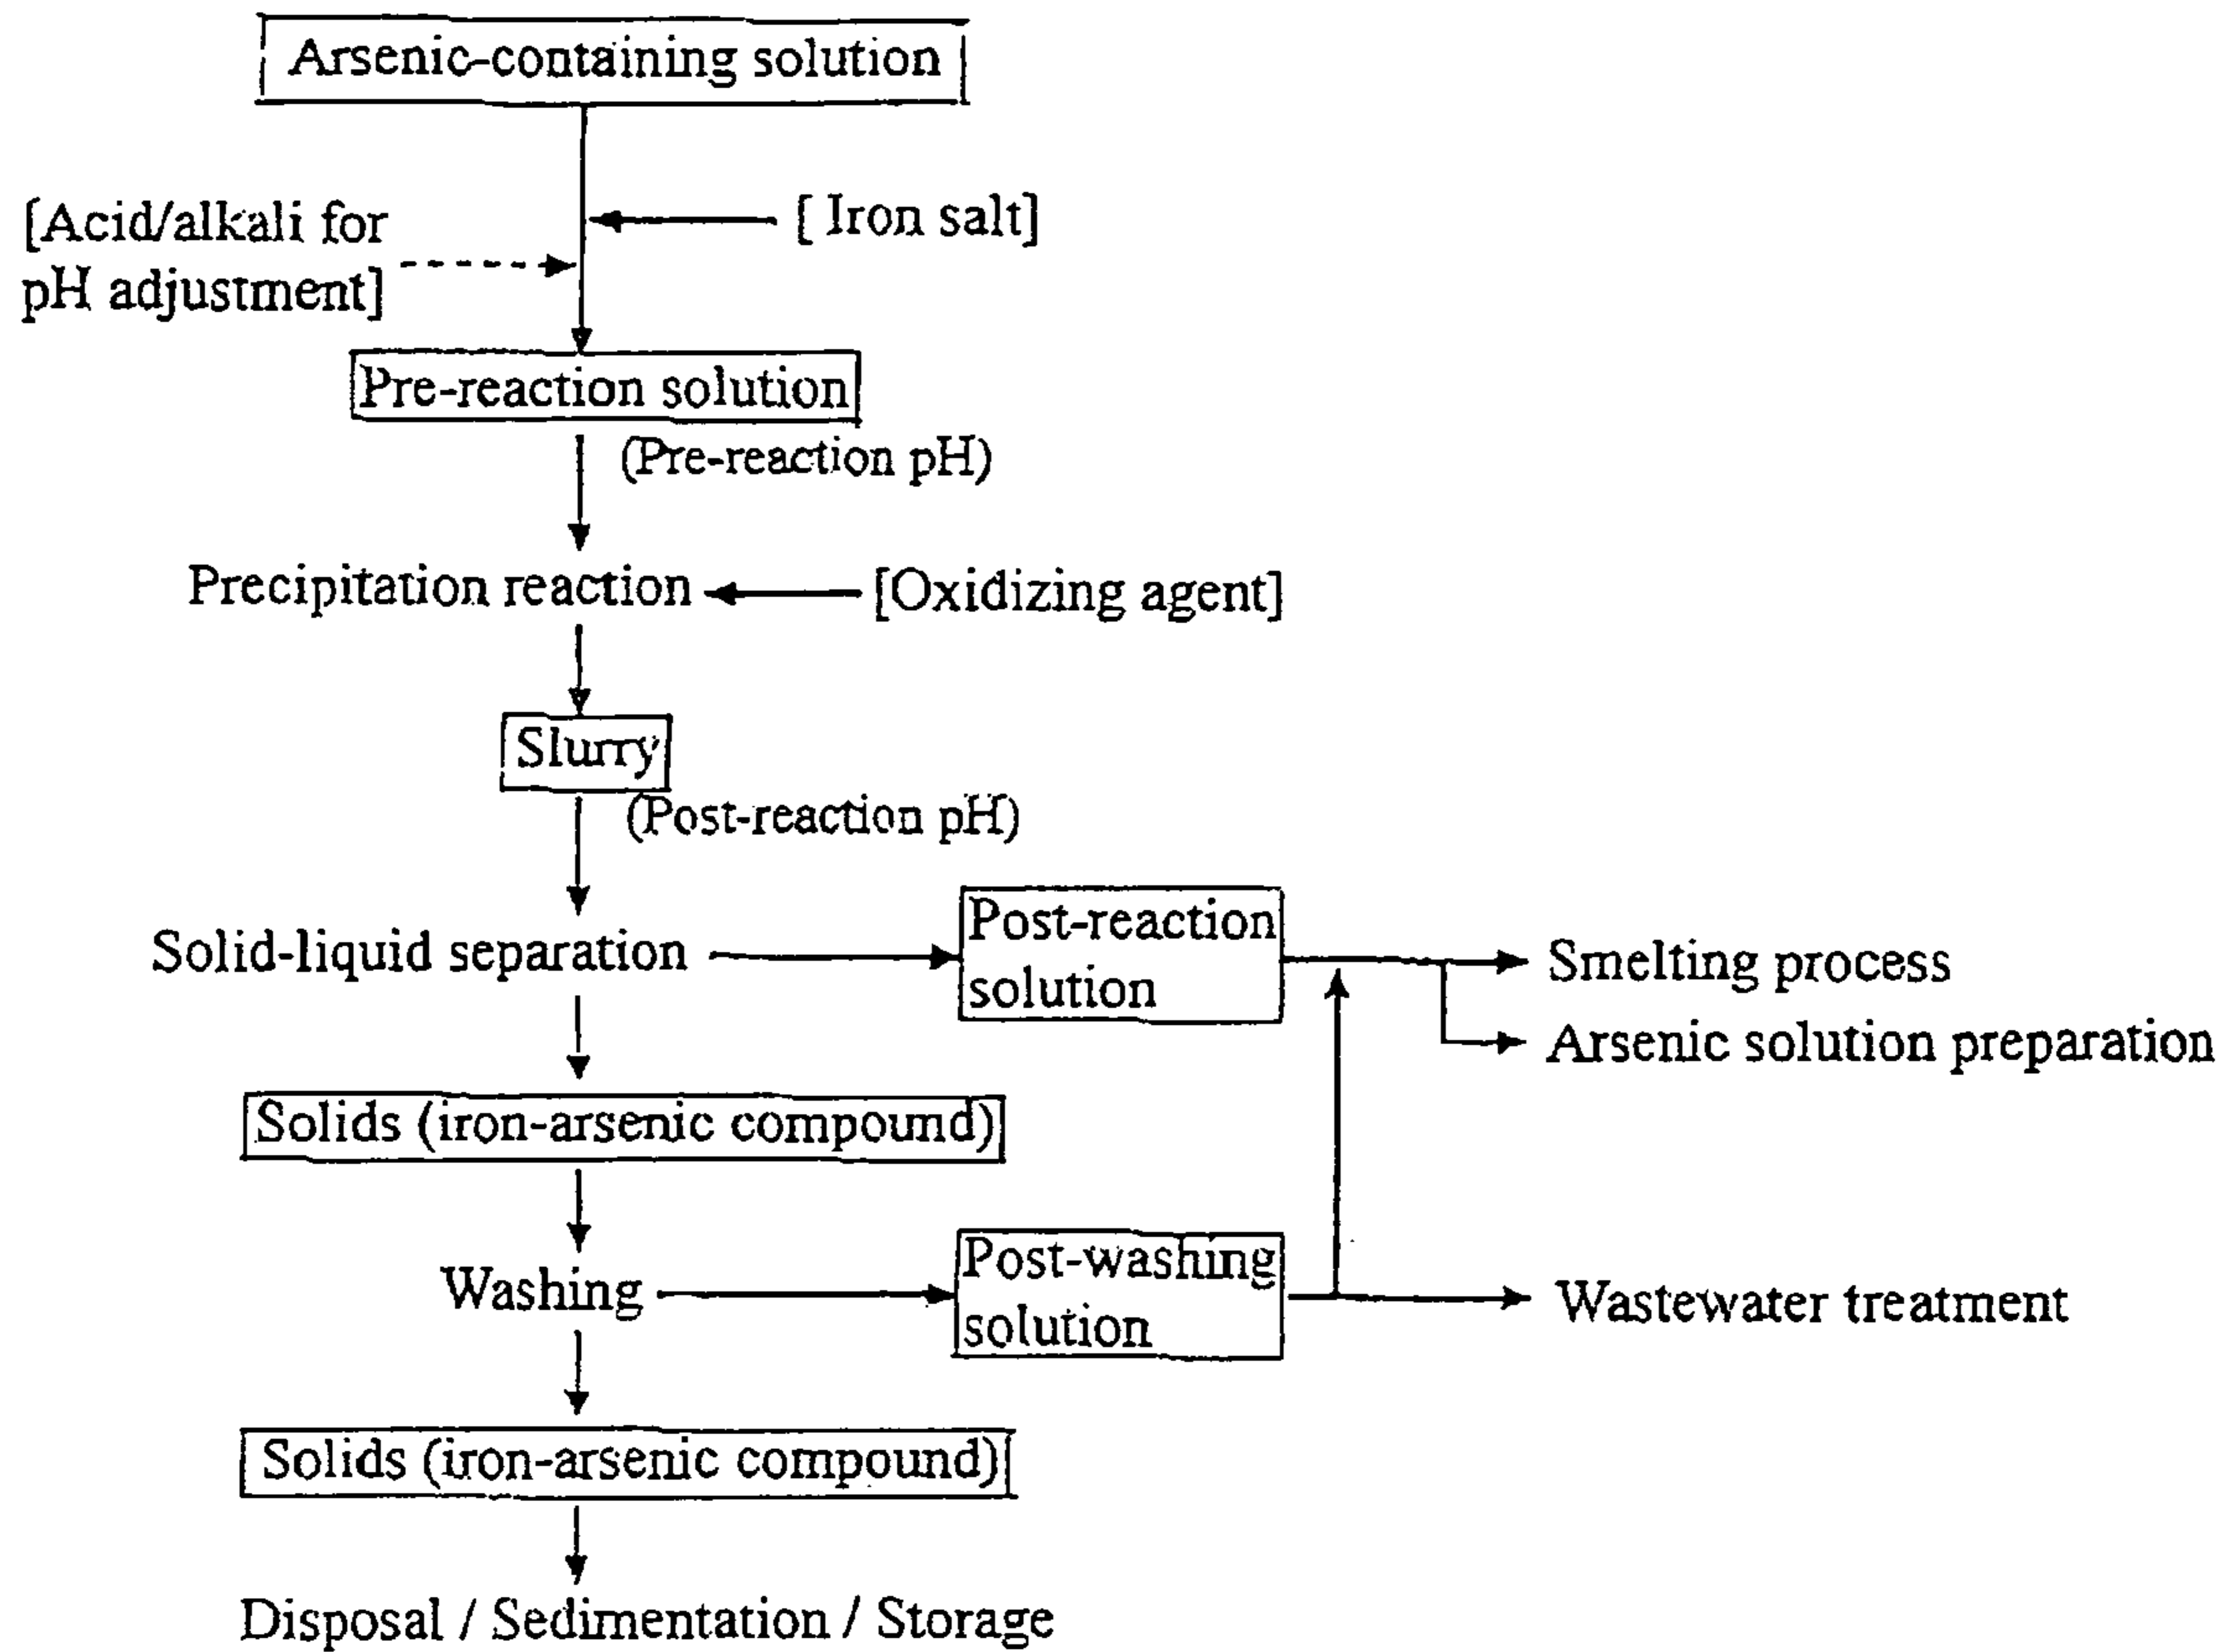 Arsenic-containing solution
[Acid/alkali for
pH adjustment]
[ Iron salt]
Pre-reaction solution
(Pre-reaction pH)
Precipitation reaction
[Oxidizing agent]
Slurry
(Post-reaction pH)
Solid-liquid separation
Post-reaction
solution
Smelting process
Arsenic solution preparation
Solids (iron-arsenic compound)
Washing
Post-washing
solution
Wastewater treatment
Solids (iron-arsenic compound)
Disposal / Sedimentation / Storage